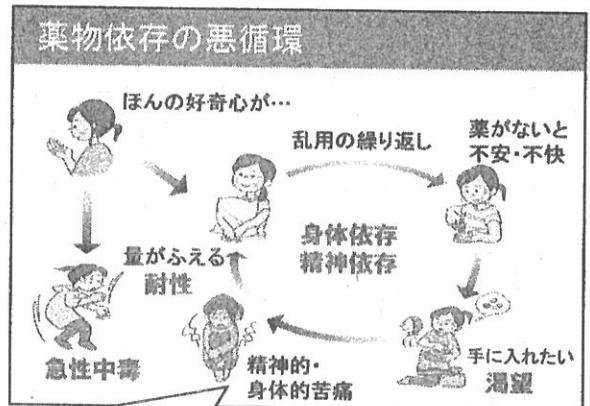 薬物依存の悪循環
ほんの好奇心が…
乱用の繰り返し
薬がないと
不安・不快
身体依存
精神依存
量がふえる
耐性
急性中毒
精神的・
身体的苦痛
手に入れたい
渇望